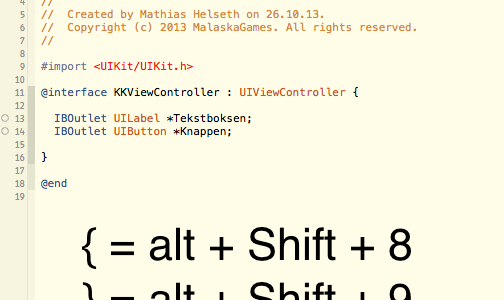 4 //
5 //  Created by Mathias Helseth on 26.10.13.
6 //  Copyright (c) 2013 MalaskaGames. All rights reserved.
7 //
8
9 #import <UIKit/UIKit.h>
10
11 @interface KKViewController : UIViewController {
12
13   IBOutlet UILabel *Tekstboksen;
14   IBOutlet UIButton *Knappen;
15
16 }
17
18 @end
19
{ = alt + Shift + 8
} = alt + Shift + 9